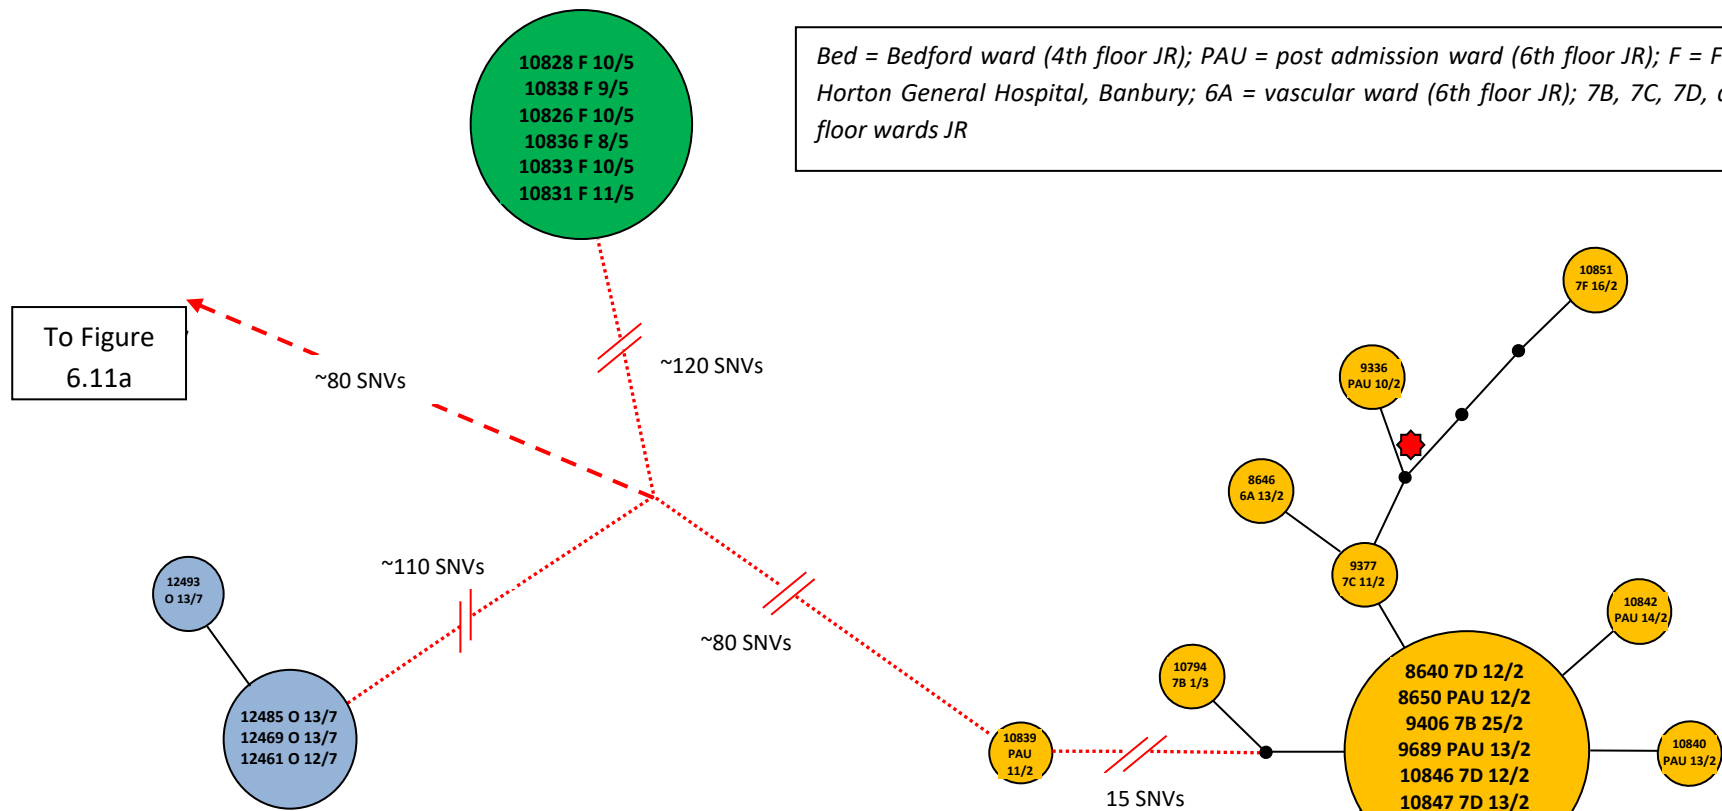 10828 F 10/5
10838 F 9/5
10826 F 10/5
10836 F 8/5
10833 F 10/5
10831 F 11/5
Bed = Bedford ward (4th floor JR); PAU = post admission ward (6th floor JR); F = F
Horton General Hospital, Banbury; 6A = vascular ward (6th floor JR); 7B, 7C, 7D,
floor wards JR
To Figure
6.11a
~80 SNVs
~120 SNVs
10851
7F 16/2
9336
PAU 10/2
8646
6A 13/2
9377
7C 11/2
~110 SNVs
12493
O 13/7
~80 SNVs
10842
PAU 14/2
10794
7B 1/3
12485 O 13/7
12469 O 13/7
12461 O 12/7
10839
PAU
11/2
15 SNVs
8640 7D 12/2
8650 PAU 12/2
9406 7B 25/2
9689 PAU 13/2
10846 7D 12/2
10847 7D 13/2
10840
PAU 13/2